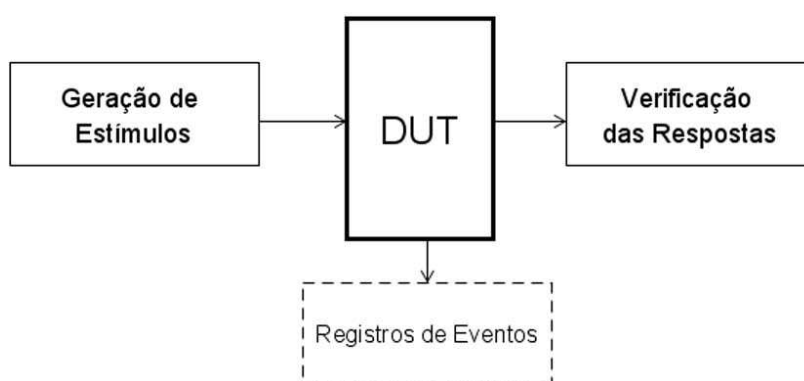 Geração de
Estímulos
DUT
Verificação
das Respostas
Registros de Eventos